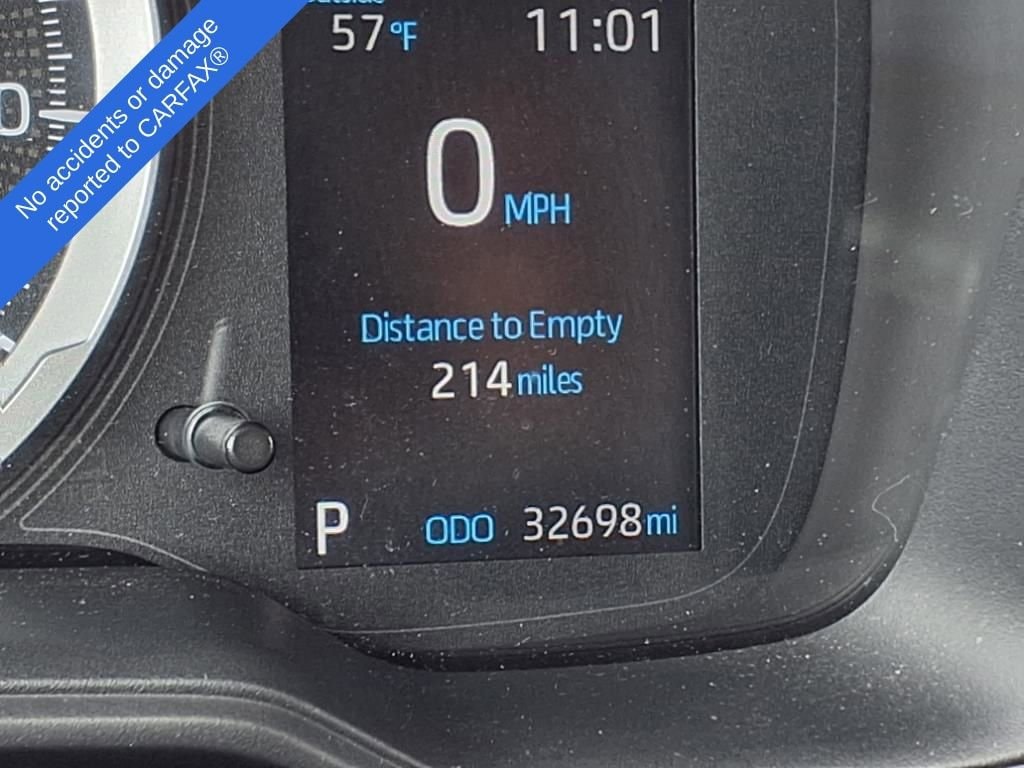 No accidents or damage
reported to CARFAX®
Outside
57°F
11:01
0 MPH
Distance to Empty
214 miles
P ODO 32698 mi